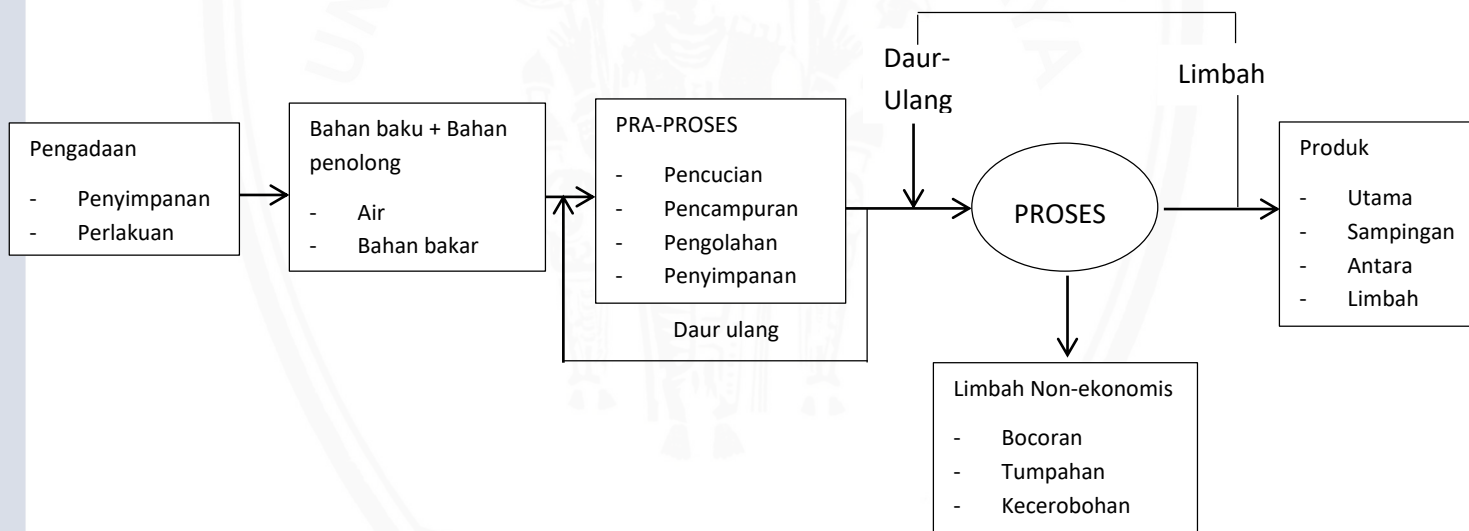 Pengadaan
- Penyimpanan
- Perlakuan
Bahan baku + Bahan
penolong
- Air
- Bahan bakar
PRA-PROSES
- Pencucian
- Pencampuran
- Pengolahan
- Penyimpanan
Daur ulang
Daur-
Ulang
Limbah
PROSES
Produk
- Utama
- Sampingan
- Antara
- Limbah
Limbah Non-ekonomis
- Bocoran
- Tumpahan
- Kecerobohan